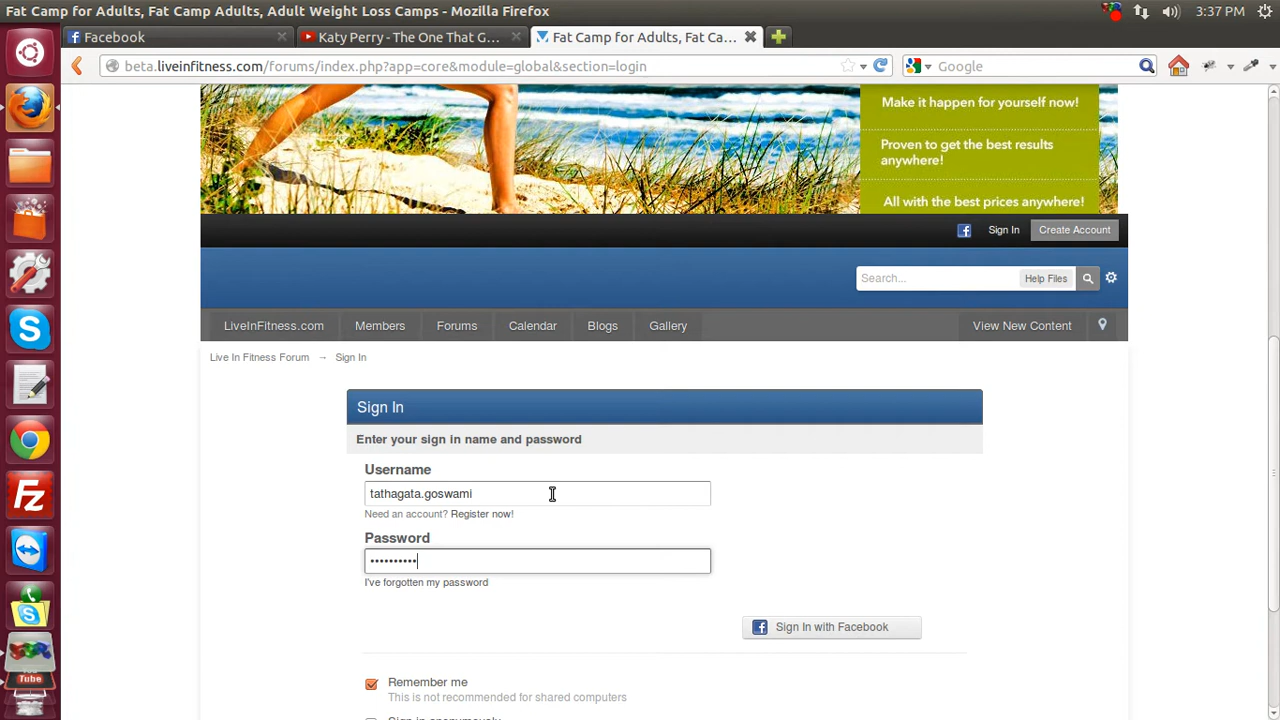 Fat Camp for Adults, Fat Camp Adults, Adult Weight Loss Camps - Mozilla Firefox
3:37 PM
Facebook
Katy Perry - The One That G...
Fat Camp for Adults, Fat Ca...
beta.liveinfitness.com/forums/index.php?app=core&module=global&section=login
Google
Make it happen for yourself now!
Proven to get the best results
anywhere!
All with the best prices anywhere!
Sign In
Create Account
Search...
Help Files
LiveInFitness.com
Members
Forums
Calendar
Blogs
Gallery
View New Content
Live In Fitness Forum → Sign In
Sign In
Enter your sign in name and password
Username
tathagata.goswami
Need an account? Register now!
Password
••••••••••
I've forgotten my password
Sign In with Facebook
Remember me
This is not recommended for shared computers
Sign in anonymously
Tube